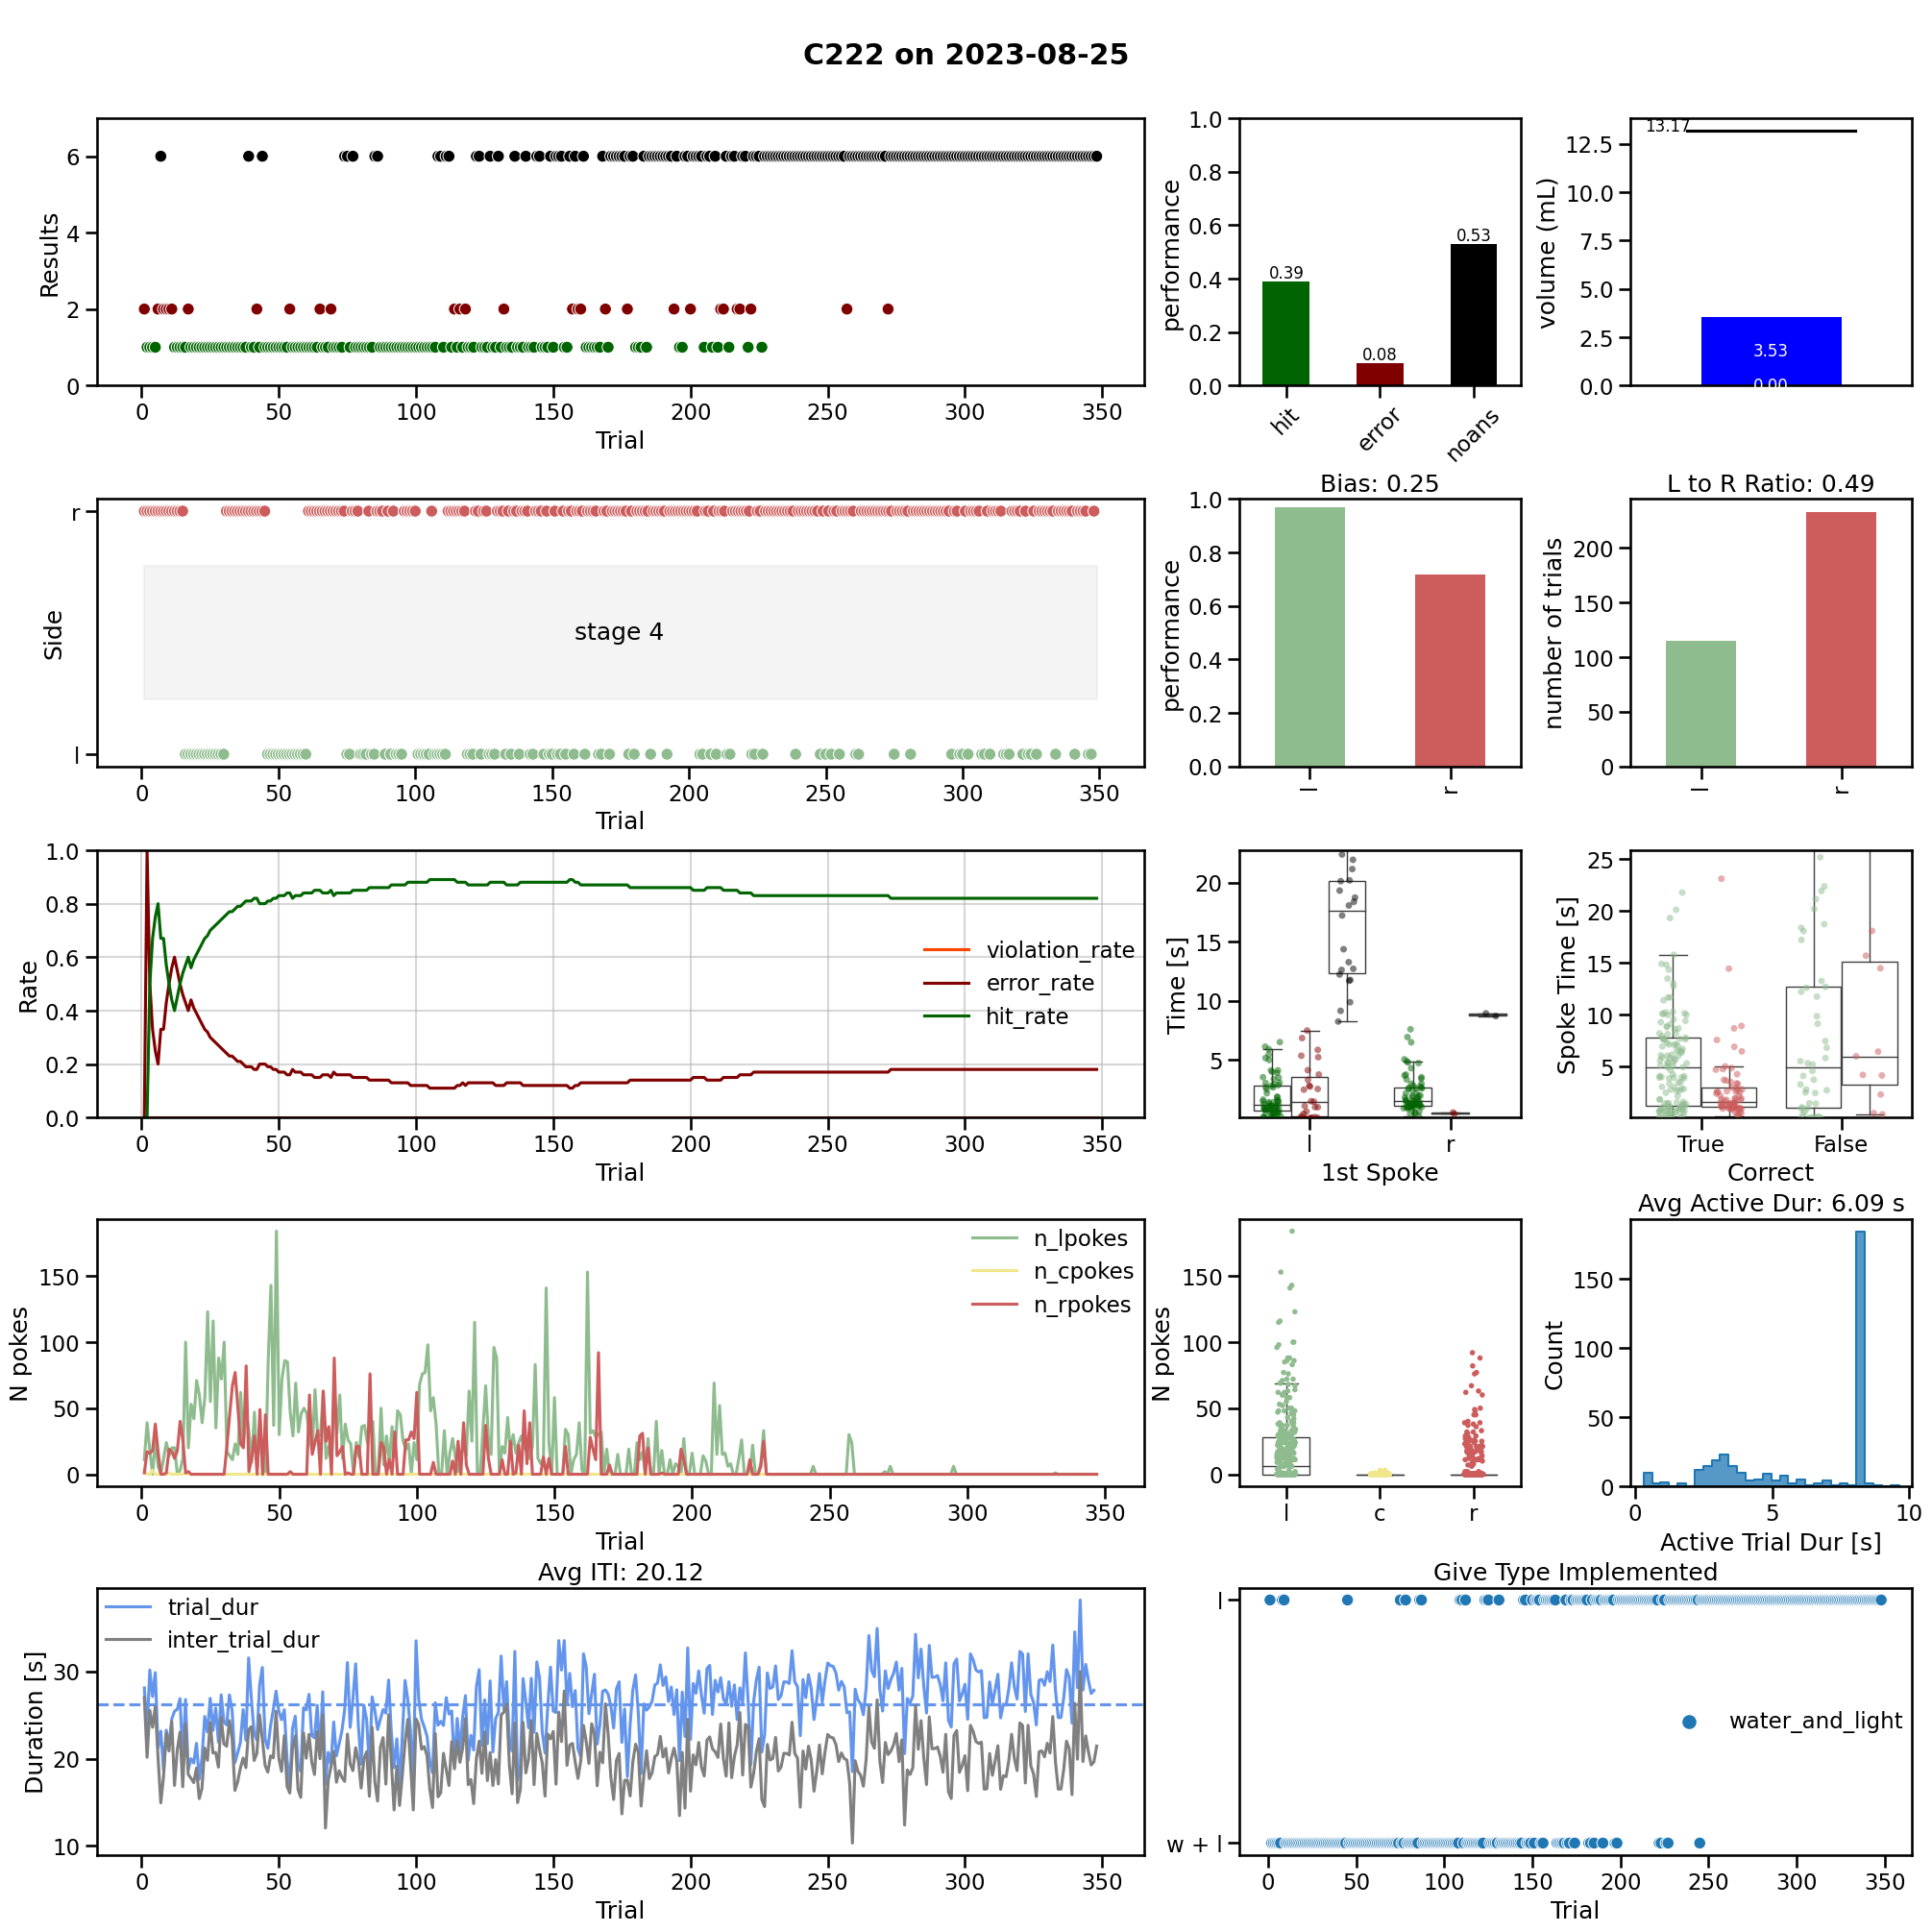 C222 on 2023-08-25
Results
6
4
2
0
0 50 100 150 200 250 300 350
Trial
performance
1.0
0.8
0.6
0.4
0.2
0.0
0.39
0.08
0.53
hit error noans
volume (mL)
12.5
10.0
7.5
5.0
2.5
0.0
13.17
3.53
0.00
Side
r
l
stage 4
0 50 100 150 200 250 300 350
Trial
Bias: 0.25
performance
1.0
0.8
0.6
0.4
0.2
0.0
l r
L to R Ratio: 0.49
number of trials
200
150
100
50
0
l r
Rate
1.0
0.8
0.6
0.4
0.2
0.0
violation_rate
error_rate
hit_rate
0 50 100 150 200 250 300 350
Trial
Time [s]
20
15
10
5
l r
1st Spoke
Spoke Time [s]
25
20
15
10
5
True False
Correct
N pokes
150
100
50
0
n_lpokes
n_cpokes
n_rpokes
0 50 100 150 200 250 300 350
Trial
N pokes
150
100
50
0
l c r
Avg Active Dur: 6.09 s
Count
150
100
50
0
0 5 10
Active Trial Dur [s]
Avg ITI: 20.12
Duration [s]
30
20
10
trial_dur
inter_trial_dur
0 50 100 150 200 250 300 350
Trial
Give Type Implemented
l
w + l
water_and_light
0 50 100 150 200 250 300 350
Trial